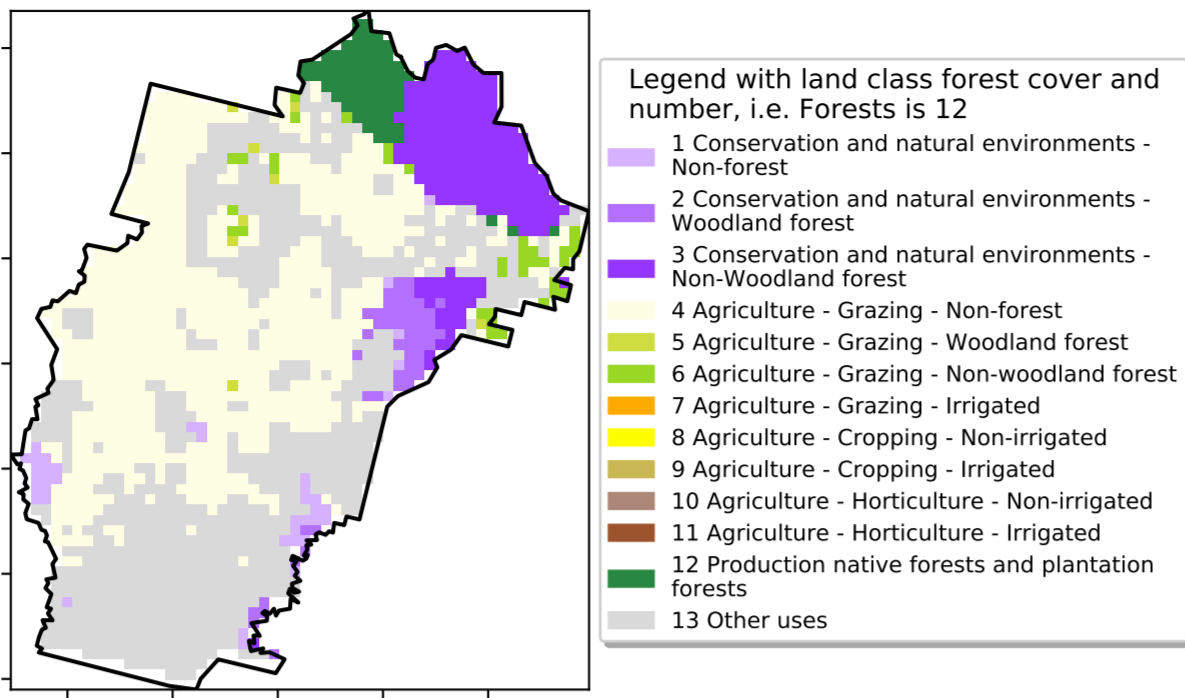 Legend with land class forest cover and
number, i.e. Forests is 12
1 Conservation and natural environments -
Non-forest
2 Conservation and natural environments -
Woodland forest
3 Conservation and natural environments -
Non-Woodland forest
4 Agriculture - Grazing - Non-forest
5 Agriculture - Grazing - Woodland forest
6 Agriculture - Grazing - Non-woodland forest
7 Agriculture - Grazing - Irrigated
8 Agriculture - Cropping - Non-irrigated
9 Agriculture - Cropping - Irrigated
10 Agriculture - Horticulture - Non-irrigated
11 Agriculture - Horticulture - Irrigated
12 Production native forests and plantation
forests
13 Other uses